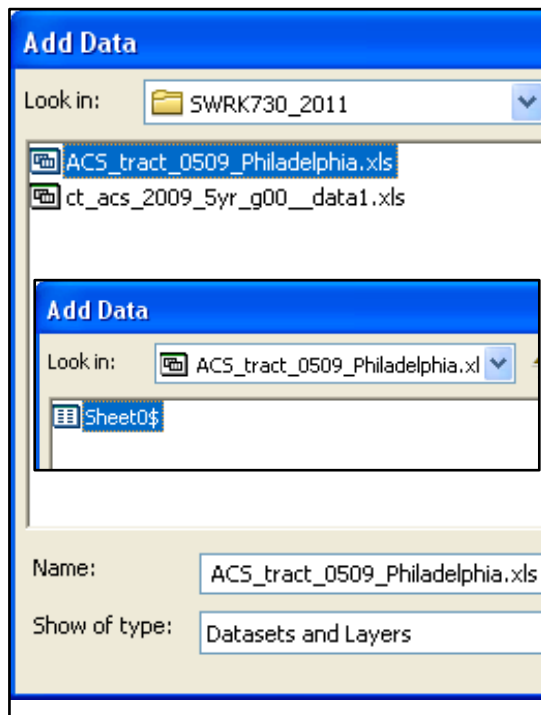 Add Data
Look in: SWRK730_2011
ACS_tract_0509_Philadelphia.xls
ct_acs_2009_5yr_g00__data1.xls
Add Data
Look in: ACS_tract_0509_Philadelphia.xl
Sheet0$
Name: ACS_tract_0509_Philadelphia.xls
Show of type: Datasets and Layers